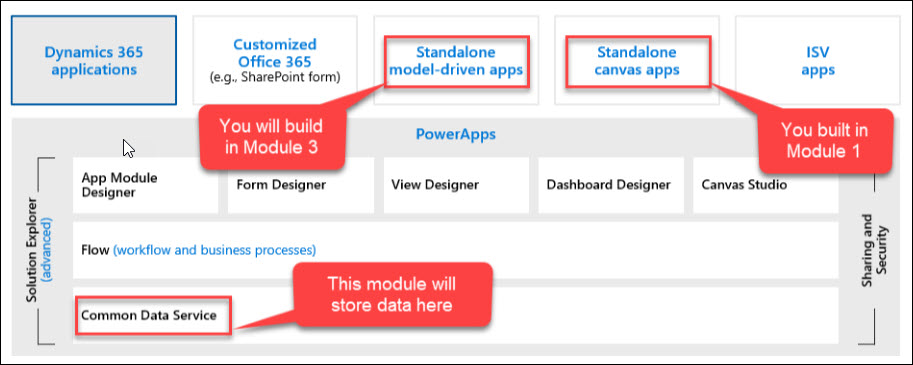 Dynamics 365
applications
Customized
Office 365
(e.g., SharePoint form)
Standalone
model-driven apps
Standalone
canvas apps
ISV
apps
You will build
in Module 3
PowerApps
You built in
Module 1
Solution Explorer
(advanced)
App Module
Designer
Form Designer
View Designer
Dashboard Designer
Canvas Studio
Flow (workflow and business processes)
This module will
store data here
Common Data Service
Sharing and
Security